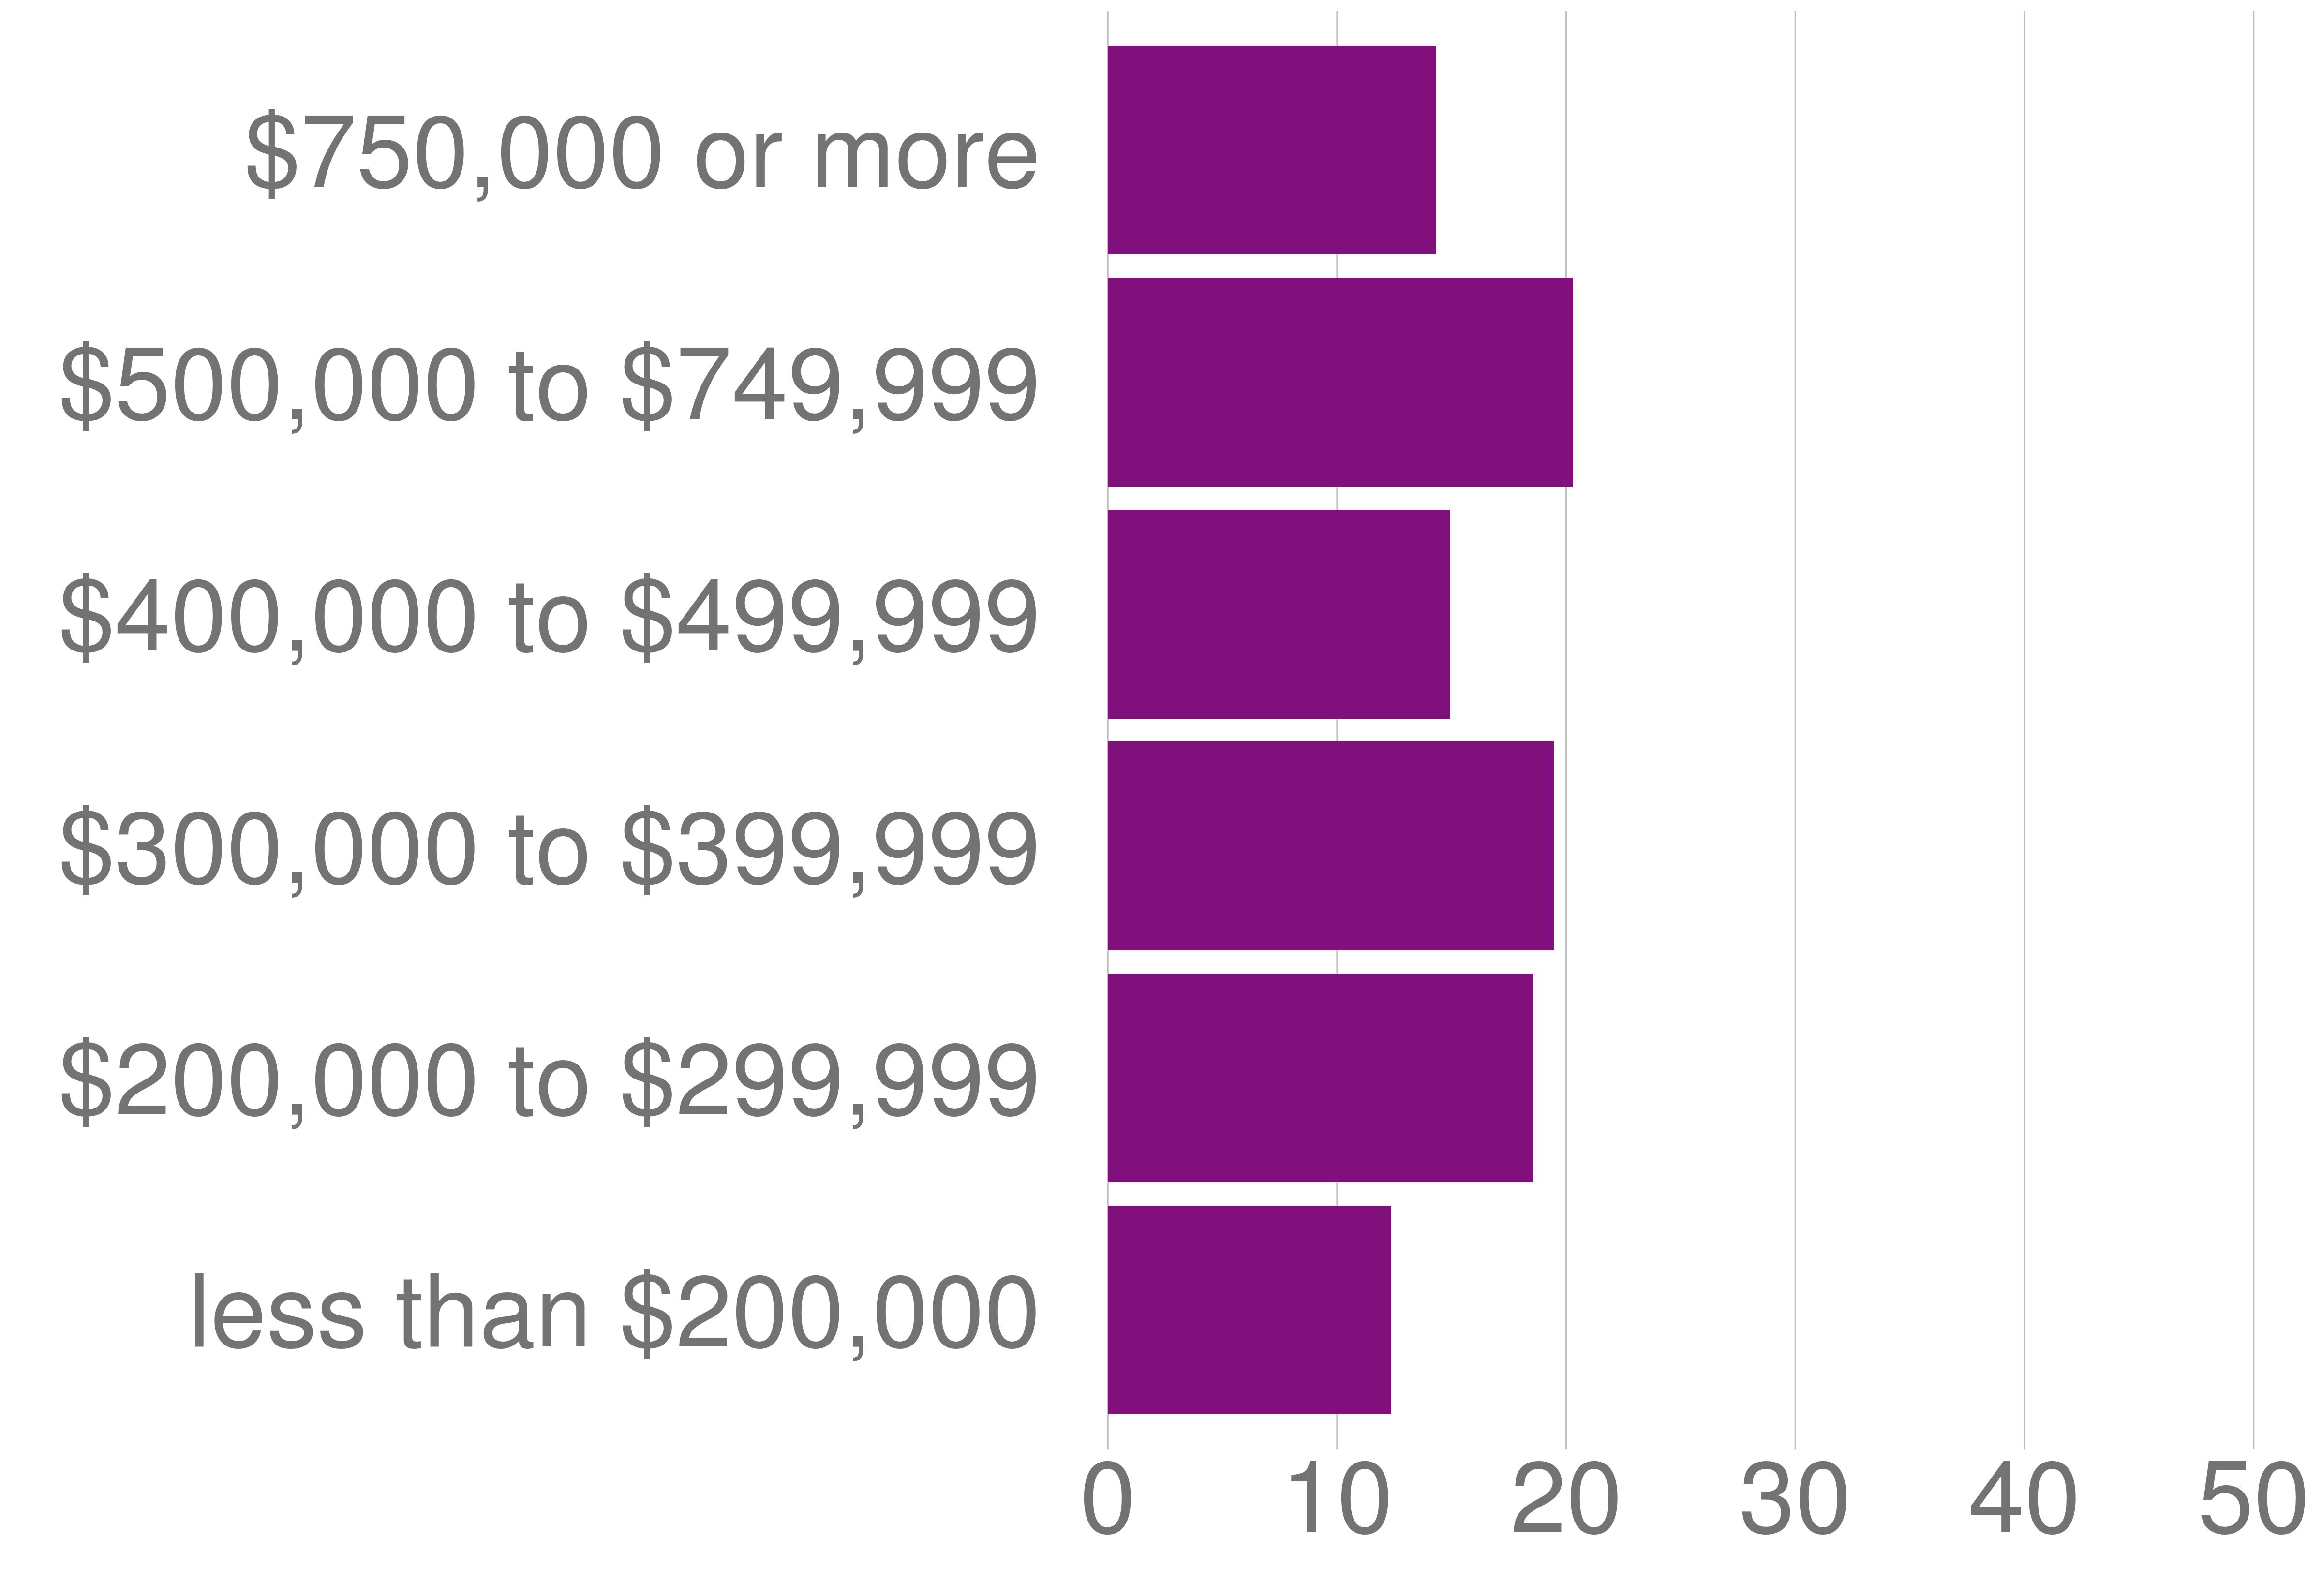 $750,000 or more
$500,000 to $749,999
$400,000 to $499,999
$300,000 to $399,999
$200,000 to $299,999
less than $200,000
0 10 20 30 40 50